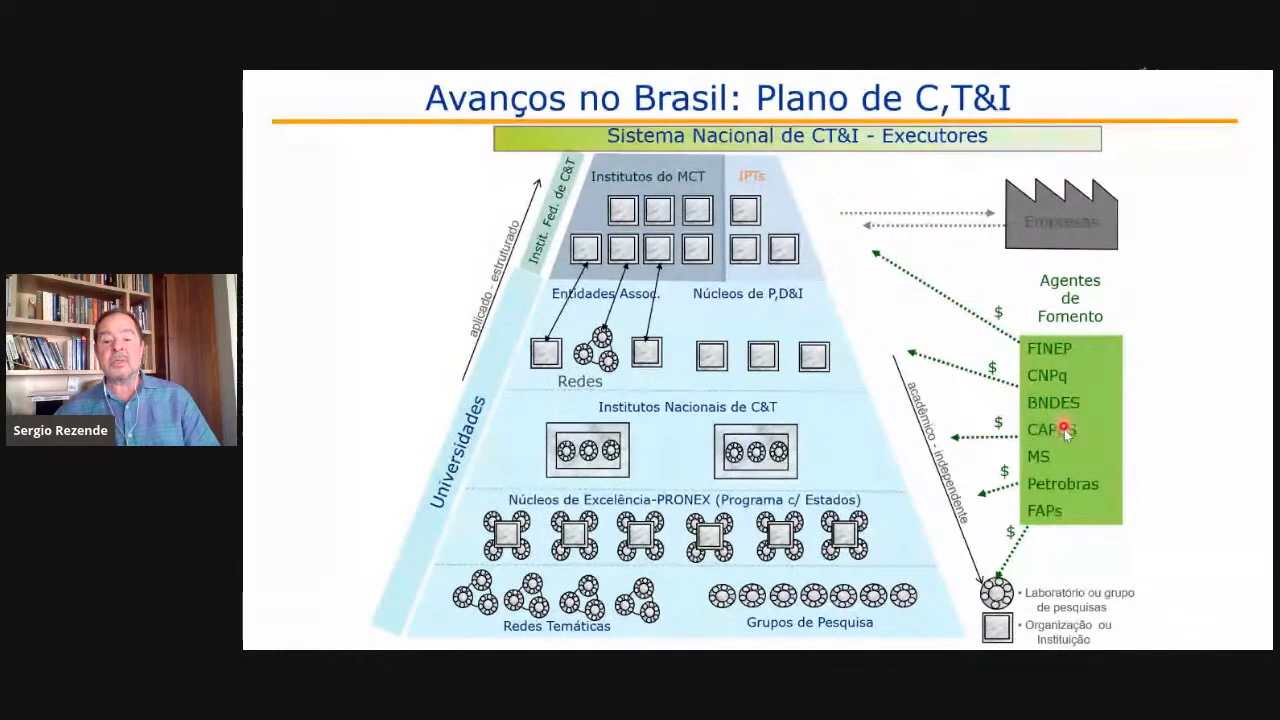 Avanços no Brasil: Plano de C,T&I
Sistema Nacional de CT&I - Executores
Instit. Fed. de C&T
Institutos do MCT
IPTs
Empresas
aplicado - estruturado
Entidades Assoc.
Núcleos de P,D&I
Agentes
de
Fomento
$
FINEP
$
CNPq
BNDES
Redes
Institutos Nacionais de C&T
$
CAPES
Sergio Rezende
Universidades
acadêmico - independente
MS
$
Petrobras
Núcleos de Excelência-PRONEX (Programa c/ Estados)
FAPs
$
• Laboratório ou grupo
de pesquisas
Redes Temáticas
Grupos de Pesquisa
• Organização ou
Instituição